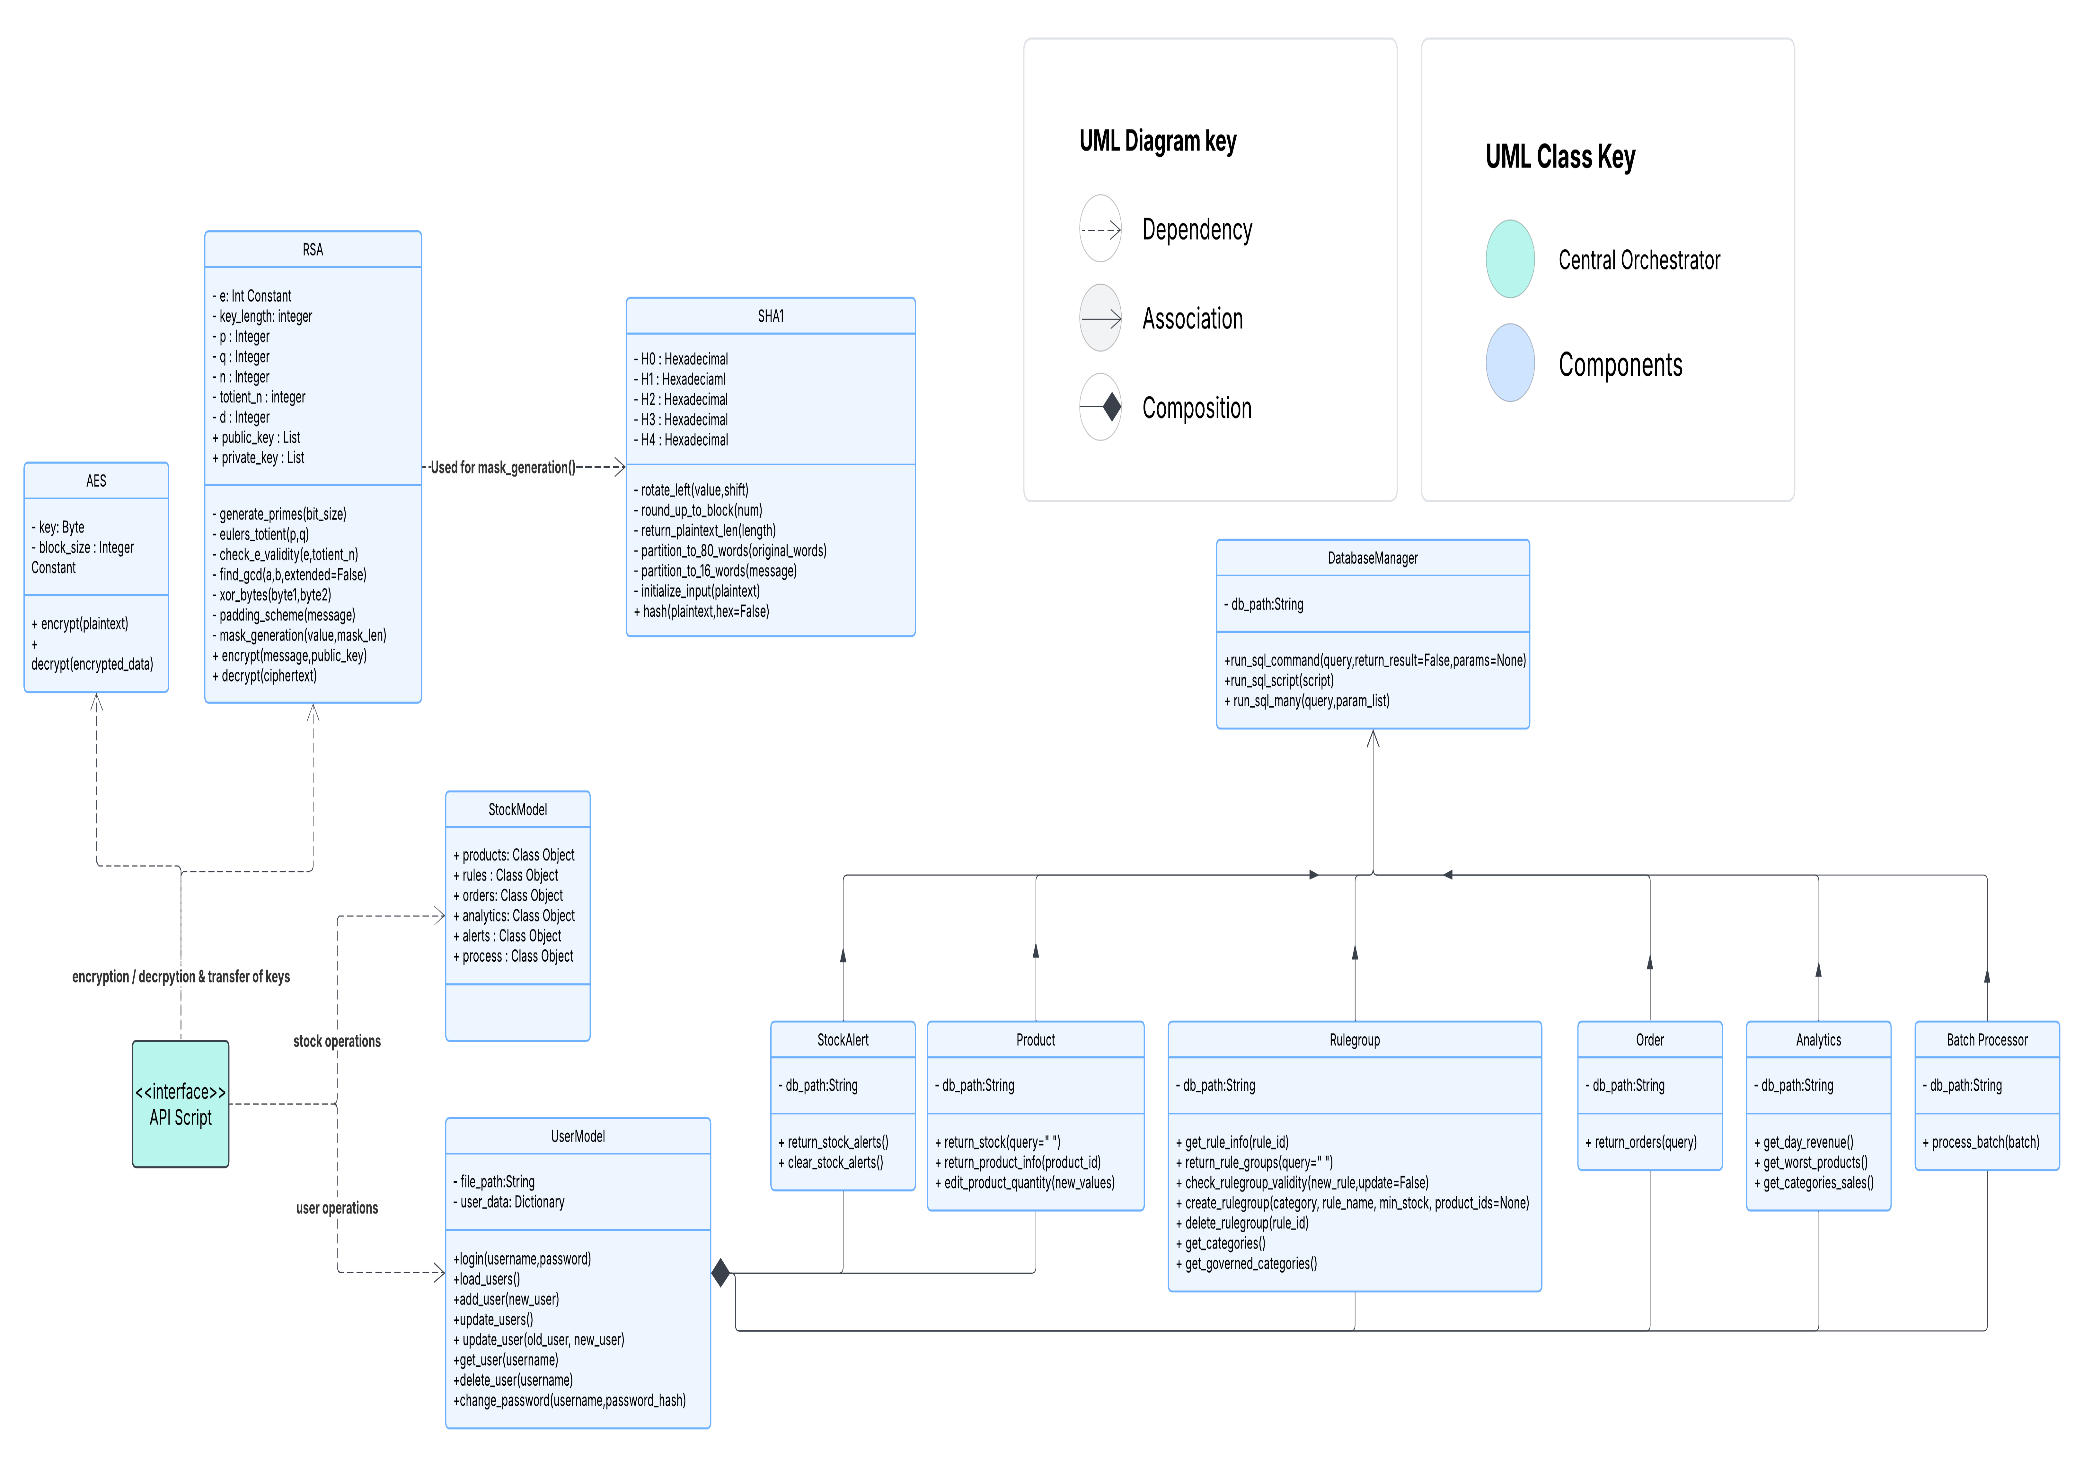 UML Diagram key
Dependency
Association
Composition
UML Class Key
Central Orchestrator
Components
RSA
- e: Int Constant
- key_length: integer
- p : Integer
- q : Integer
- n : Integer
- totient_n : integer
- d : Integer
+ public_key : List
+ private_key : List
- generate_primes(bit_size)
- eulers_totient(p,q)
- check_e_validity(e,totient_n)
- find_gcd(a,b,extended=False)
- xor_bytes(byte1,byte2)
- padding_scheme(message)
- mask_generation(value,mask_len)
+ encrypt(message,public_key)
+ decrypt(ciphertext)
Used for mask_generation()
SHA1
- H0 : Hexadecimal
- H1 : Hexadeciaml
- H2 : Hexadecimal
- H3 : Hexadecimal
- H4 : Hexadecimal
- rotate_left(value,shift)
- round_up_to_block(num)
- return_plaintext_len(length)
- partition_to_80_words(original_words)
- partition_to_16_words(message)
- initialize_input(plaintext)
+ hash(plaintext,hex=False)
AES
- key: Byte
- block_size : Integer
Constant
+ encrypt(plaintext)
+
decrypt(encrypted_data)
DatabaseManager
- db_path:String
+run_sql_command(query,return_result=False,params=None)
+run_sql_script(script)
+ run_sql_many(query,param_list)
StockModel
+ products: Class Object
+ rules : Class Object
+ orders: Class Object
+ analytics: Class Object
+ alerts : Class Object
+ process : Class Object
encryption / decrpytion & transfer of keys
stock operations
<<interface>>
API Script
user operations
UserModel
- file_path:String
- user_data: Dictionary
+login(username,password)
+load_users()
+add_user(new_user)
+update_users()
+ update_user(old_user, new_user)
+get_user(username)
+delete_user(username)
+change_password(username,password_hash)
StockAlert
- db_path:String
+ return_stock_alerts()
+ clear_stock_alerts()
Product
- db_path:String
+ return_stock(query=" ")
+ return_product_info(product_id)
+ edit_product_quantity(new_values)
Rulegroup
- db_path:String
+ get_rule_info(rule_id)
+ return_rule_groups(query=" ")
+ check_rulegroup_validity(new_rule,update=False)
+ create_rulegroup(category, rule_name, min_stock, product_ids=None)
+ delete_rulegroup(rule_id)
+ get_categories()
+ get_governed_categories()
Order
- db_path:String
+ return_orders(query)
Analytics
- db_path:String
+ get_day_revenue()
+ get_worst_products()
+ get_categories_sales()
Batch Processor
- db_path:String
+ process_batch(batch)